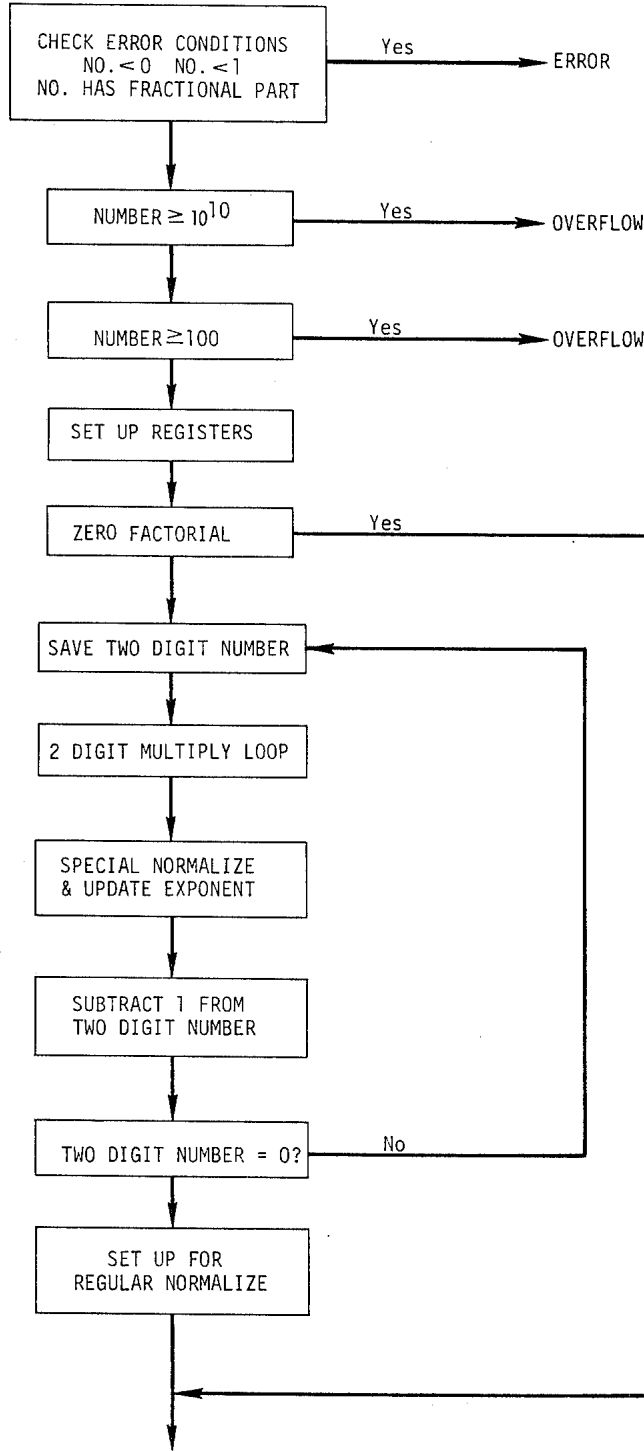 CHECK ERROR CONDITIONS
NO.<0 NO.<1
NO. HAS FRACTIONAL PART
Yes
ERROR
NUMBER ≥ 10^10
Yes
OVERFLOW
NUMBER ≥100
Yes
OVERFLOW
SET UP REGISTERS
ZERO FACTORIAL
Yes
SAVE TWO DIGIT NUMBER
2 DIGIT MULTIPLY LOOP
SPECIAL NORMALIZE
& UPDATE EXPONENT
SUBTRACT 1 FROM
TWO DIGIT NUMBER
TWO DIGIT NUMBER = 0?
No
SET UP FOR
REGULAR NORMALIZE